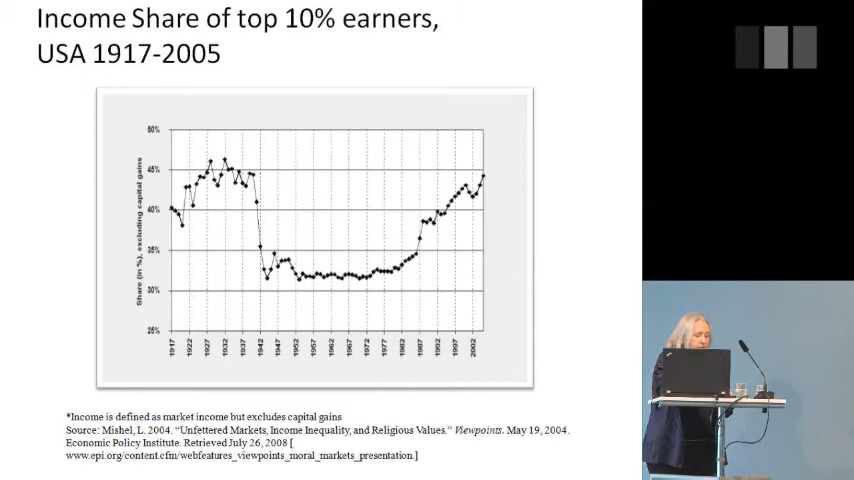 Income Share of top 10% earners,
USA 1917-2005
Share (in %), excluding capital gains
50%
45%
40%
35%
30%
25%
1917 1922 1927 1932 1937 1942 1947 1952 1957 1962 1967 1972 1977 1982 1987 1992 1997 2002
*Income is defined as market income but excludes capital gains
Source: Mishel, L. 2004. “Unfettered Markets, Income Inequality, and Religious Values.” Viewpoints. May 19, 2004.
Economic Policy Institute. Retrieved July 26, 2008 [
www.epi.org/content.cfm/webfeatures_viewpoints_moral_markets_presentation.]